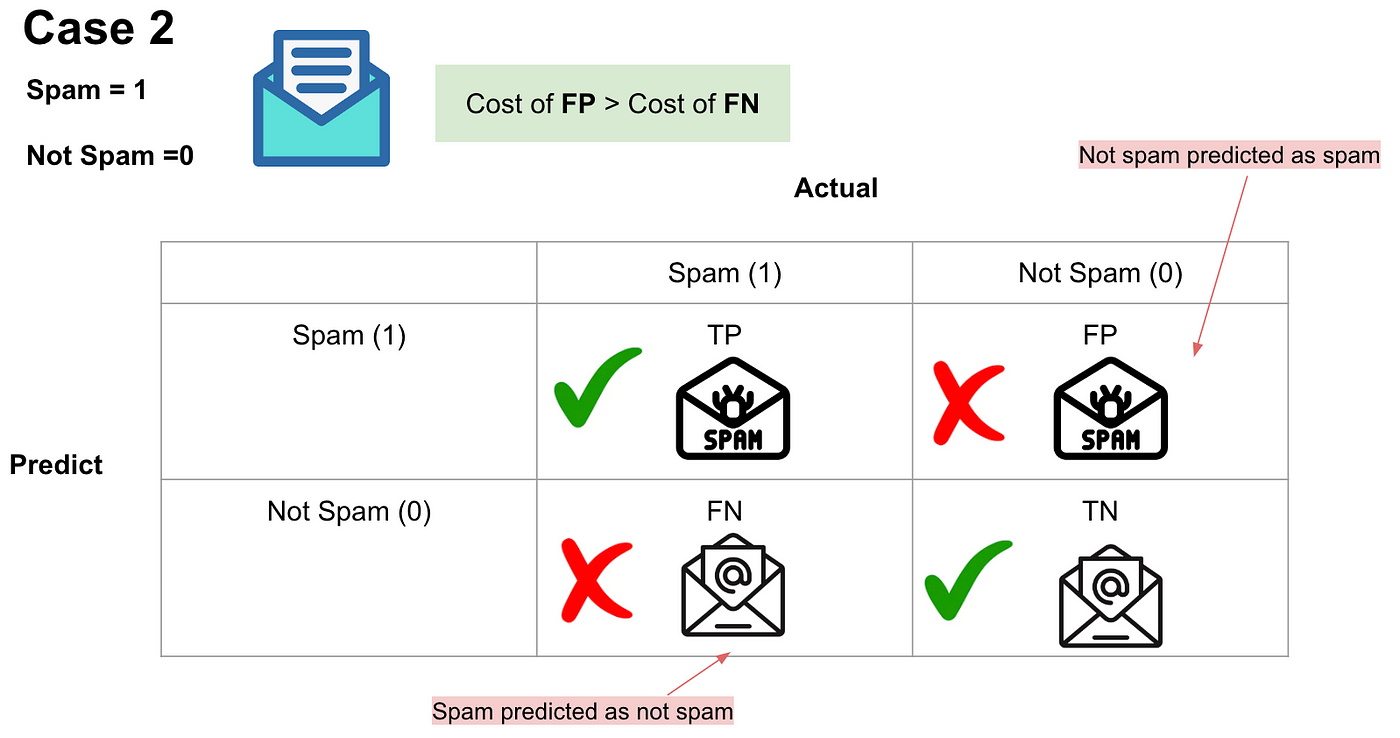 Case 2
Spam = 1
Not Spam =0
Cost of FP > Cost of FN
Not spam predicted as spam
Actual
Spam (1)
Not Spam (0)
Spam (1)
TP
FP
SPAM
SPAM
Predict
Not Spam (0)
FN
TN
@
@
Spam predicted as not spam